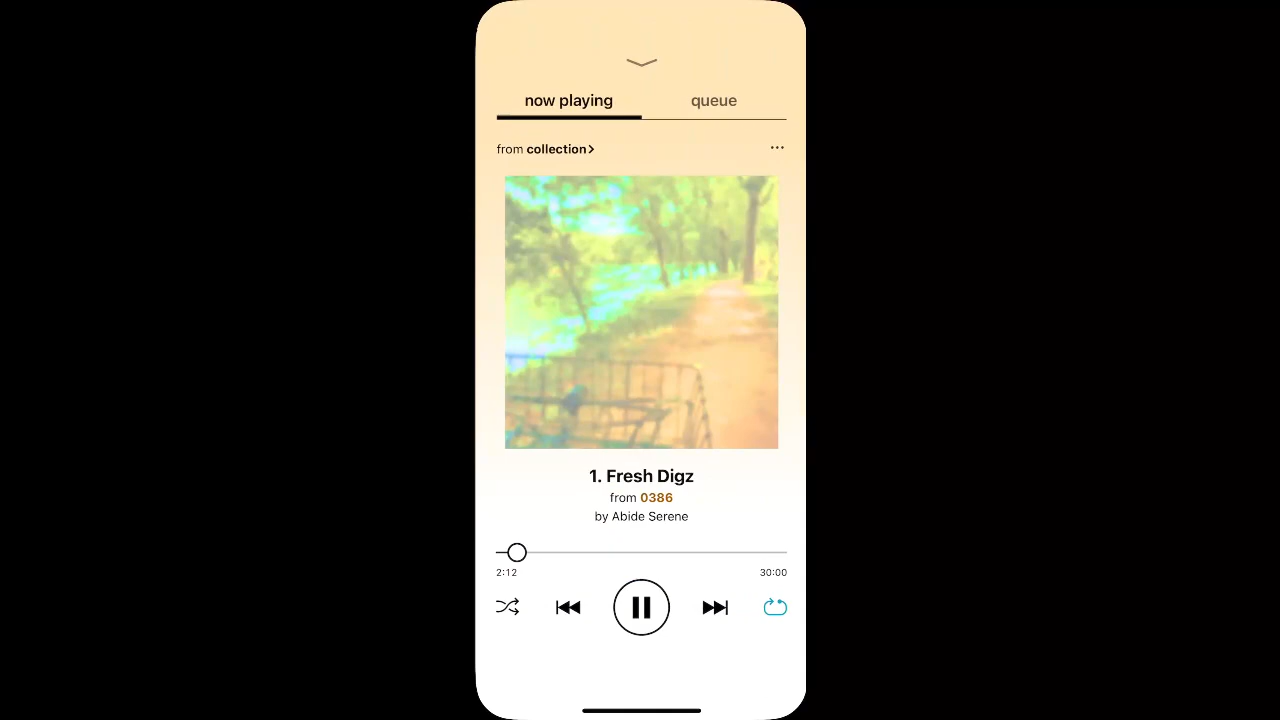 now playing
queue
from collection>
1. Fresh Digz
from 0386
by Abide Serene
2:12
30:00